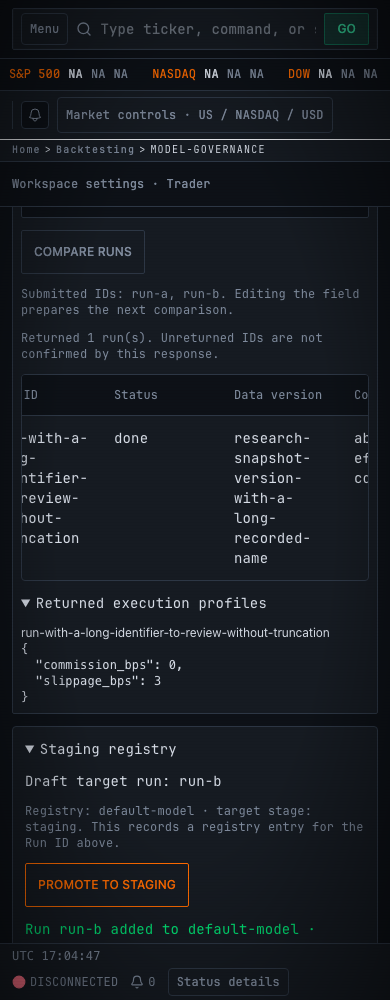 Menu
Type ticker, command, or
GO
S&P 500 NA NA NA NASDAQ NA NA NA DOW NA NA NA
Market controls · US / NASDAQ / USD
Home > Backtesting > MODEL-GOVERNANCE
Workspace settings · Trader
COMPARE RUNS
Submitted IDs: run-a, run-b. Editing the field
prepares the next comparison.
Returned 1 run(s). Unreturned IDs are not
confirmed by this response.
ID Status Data version Co
-with-a- done research- ab
g- snapshot- ef
ntifier- version- co
review- with-a-
hout- long-
ncation recorded-
name
▼ Returned execution profiles
run-with-a-long-identifier-to-review-without-truncation
{
"commission_bps": 0,
"slippage_bps": 3
}
▼ Staging registry
Draft target run: run-b
Registry: default-model · target stage:
staging. This records a registry entry for the
Run ID above.
PROMOTE TO STAGING
Run run-b added to default-model ·
UTC 17:04:47
DISCONNECTED 0 Status details